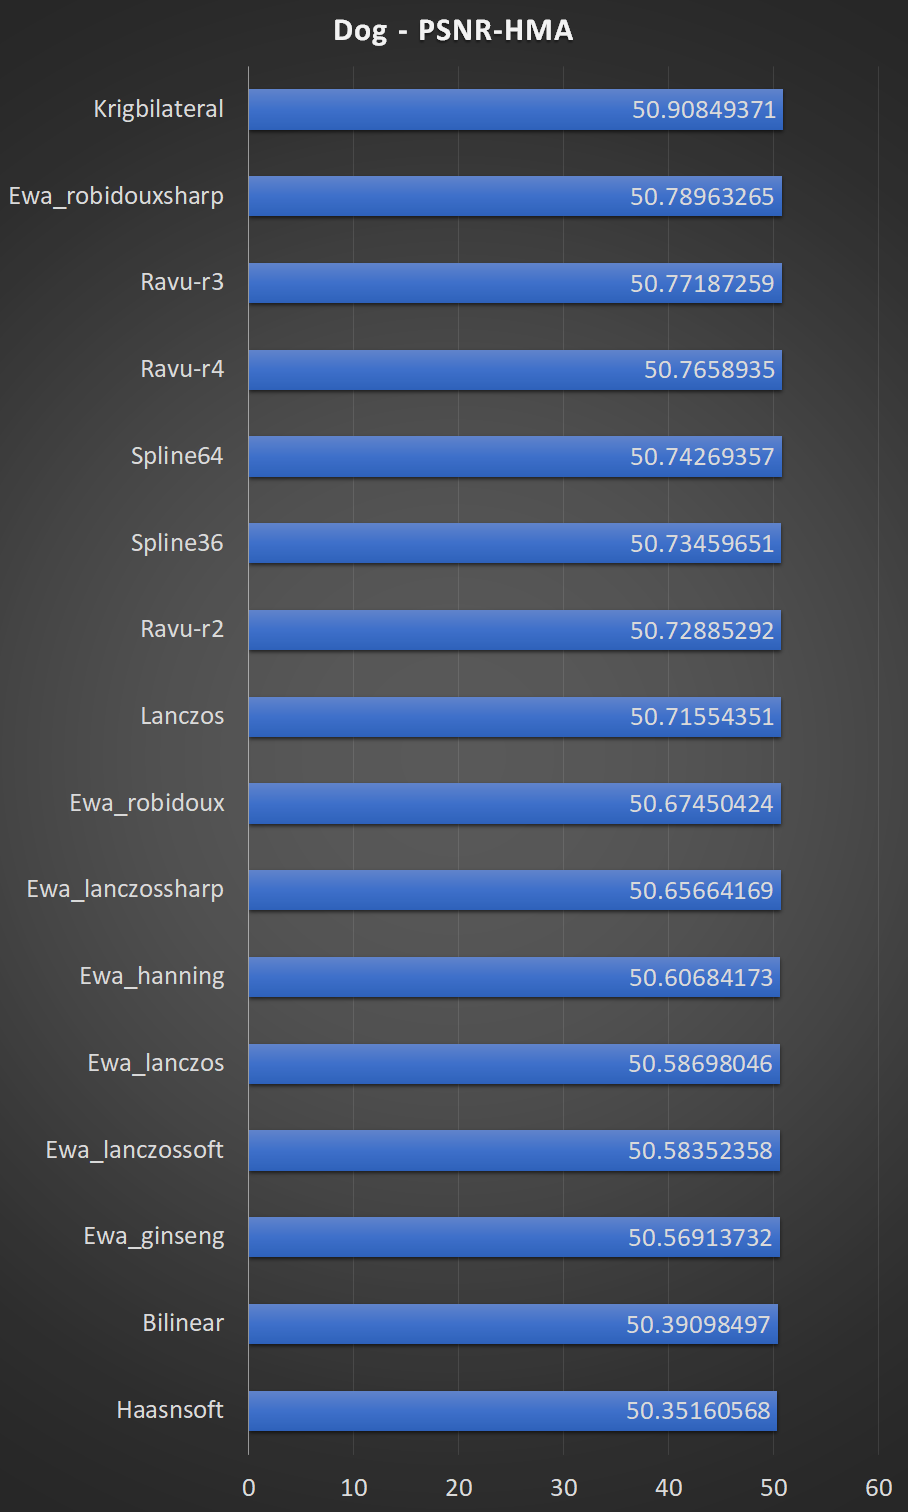 Dog - PSNR-HMA
Krigbilateral 50.90849371
Ewa_robidouxsharp 50.78963265
Ravu-r3 50.77187259
Ravu-r4 50.7658935
Spline64 50.74269357
Spline36 50.73459651
Ravu-r2 50.72885292
Lanczos 50.71554351
Ewa_robidoux 50.67450424
Ewa_lanczossharp 50.65664169
Ewa_hanning 50.60684173
Ewa_lanczos 50.58698046
Ewa_lanczossoft 50.58352358
Ewa_ginseng 50.56913732
Bilinear 50.39098497
Haasnsoft 50.35160568
0 10 20 30 40 50 60